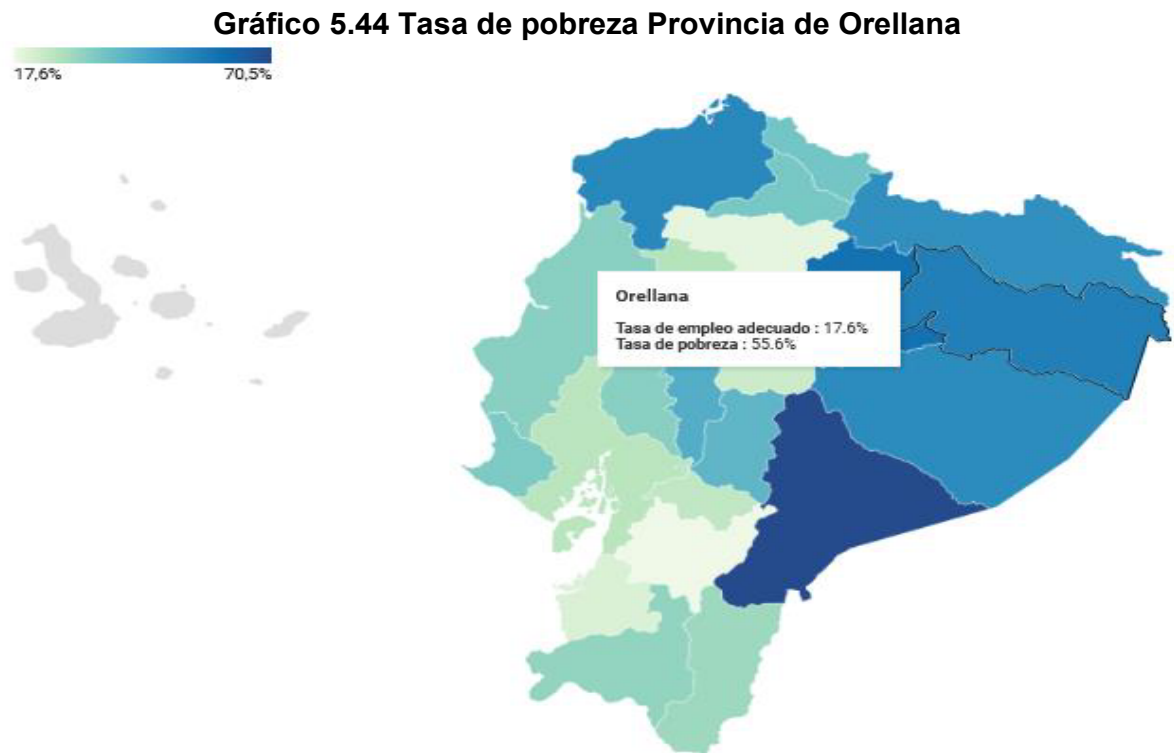 Gráfico 5.44 Tasa de pobreza Provincia de Orellana
17,6% 70,5%
Orellana
Tasa de empleo adecuado : 17.6%
Tasa de pobreza : 55.6%